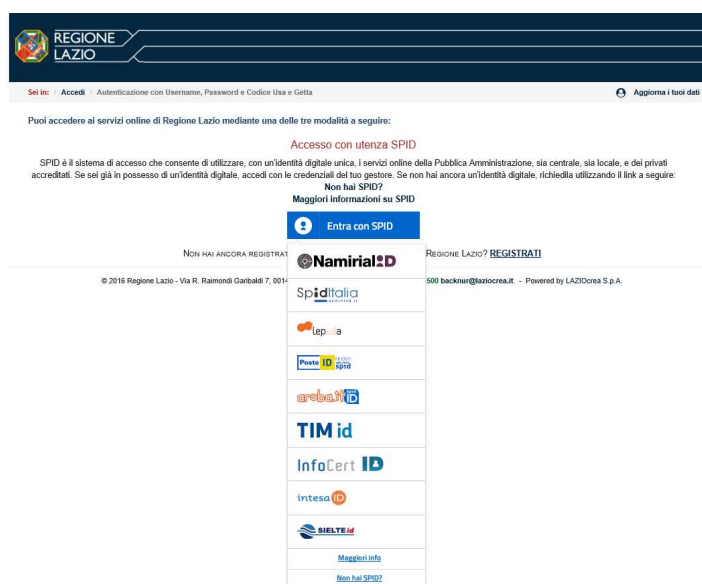 REGIONE
LAZIO
Sei in: / Accedi / Autenticazione con Username, Password e Codice Usa e Getta
Aggiorna i tuoi dati
Puoi accedere ai servizi online di Regione Lazio mediante una delle tre modalità a seguire:
Accesso con utenza SPID
SPID è il sistema di accesso che consente di utilizzare, con un'identità digitale unica, i servizi online della Pubblica Amministrazione, sia centrale, sia locale, e dei privati
accreditati. Se sei già in possesso di un'identità digitale, accedi con le credenziali del tuo gestore. Se non hai ancora un'identità digitale, richiedila utilizzando il link a seguire:
Non hai SPID?
Maggiori informazioni su SPID
Entra con SPID
Non hai ancora registrat Regione Lazio? REGISTRATI
Namirial ID
© 2016 Regione Lazio - Via R. Raimondi Garibaldi 7, 001 500 backnur@laziocrea.it. - Powered by LAZIOcrea S.p.A.
SpidItalia
REGISTER.IT
Lepida
Poste ID NUOVO
spid
aruba.it ID
TIM id
InfoCert ID
intesa ID
SIELTE id
Maggiori info
Non hai SPID?